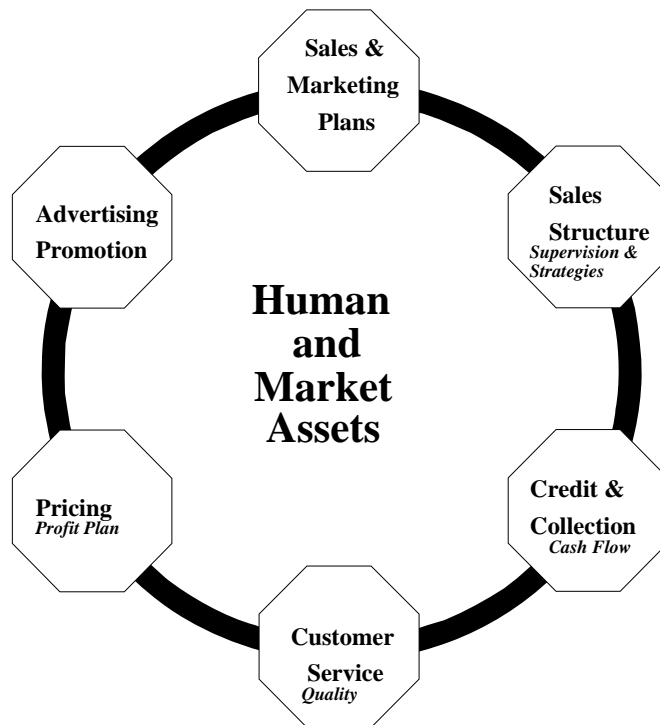 Sales &
Marketing
Plans
Sales
Structure
Supervision &
Strategies
Advertising
Promotion
Human
and
Market
Assets
Pricing
Profit Plan
Credit &
Collection
Cash Flow
Customer
Service
Quality